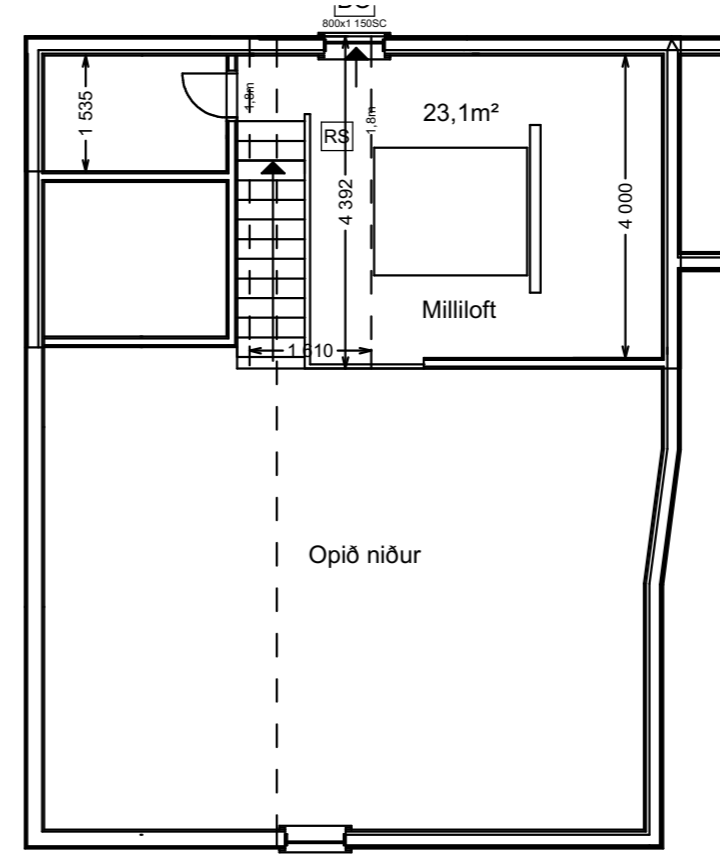 800x1 150SC
1 535
1,8m
1,8m
RS
23,1m²
4 392
4 000
Milliloft
1 610
Opið niður